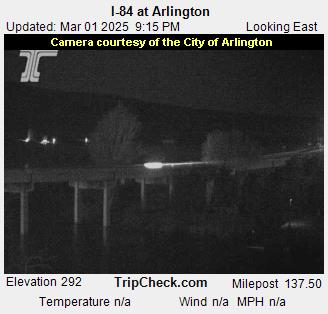 I-84 at Arlington
Updated: Mar 01 2025 9:15 PM Looking East
Camera courtesy of the City of Arlington
Elevation 292 TripCheck.com Milepost 137.50
Temperature n/a Wind n/a MPH n/a